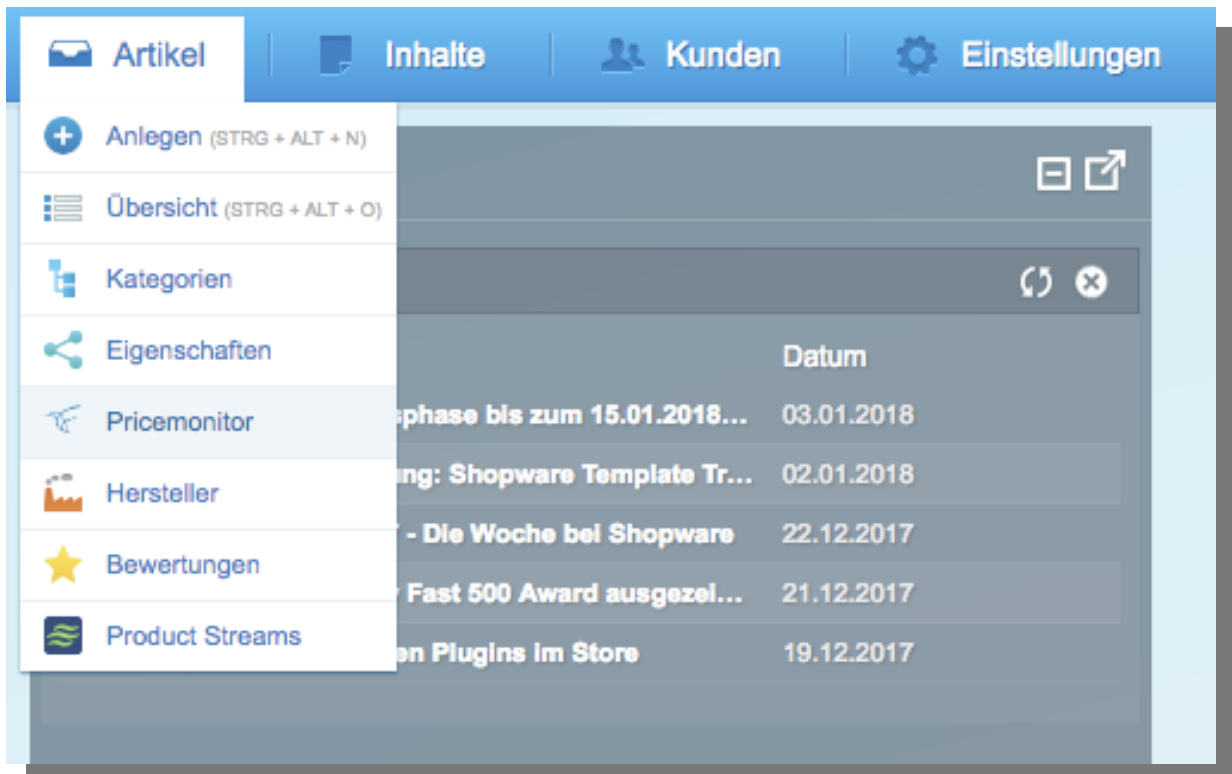 Artikel Inhalte Kunden Einstellungen
Anlegen (STRG + ALT + N)
Übersicht (STRG + ALT + O)
Kategorien
Eigenschaften
Pricemonitor
Hersteller
Bewertungen
Product Streams
Datum
sphase bis zum 15.01.2018... 03.01.2018
ung: Shopware Template Tr... 02.01.2018
- Die Woche bei Shopware 22.12.2017
Fast 500 Award ausgezei... 21.12.2017
en Plugins im Store 19.12.2017